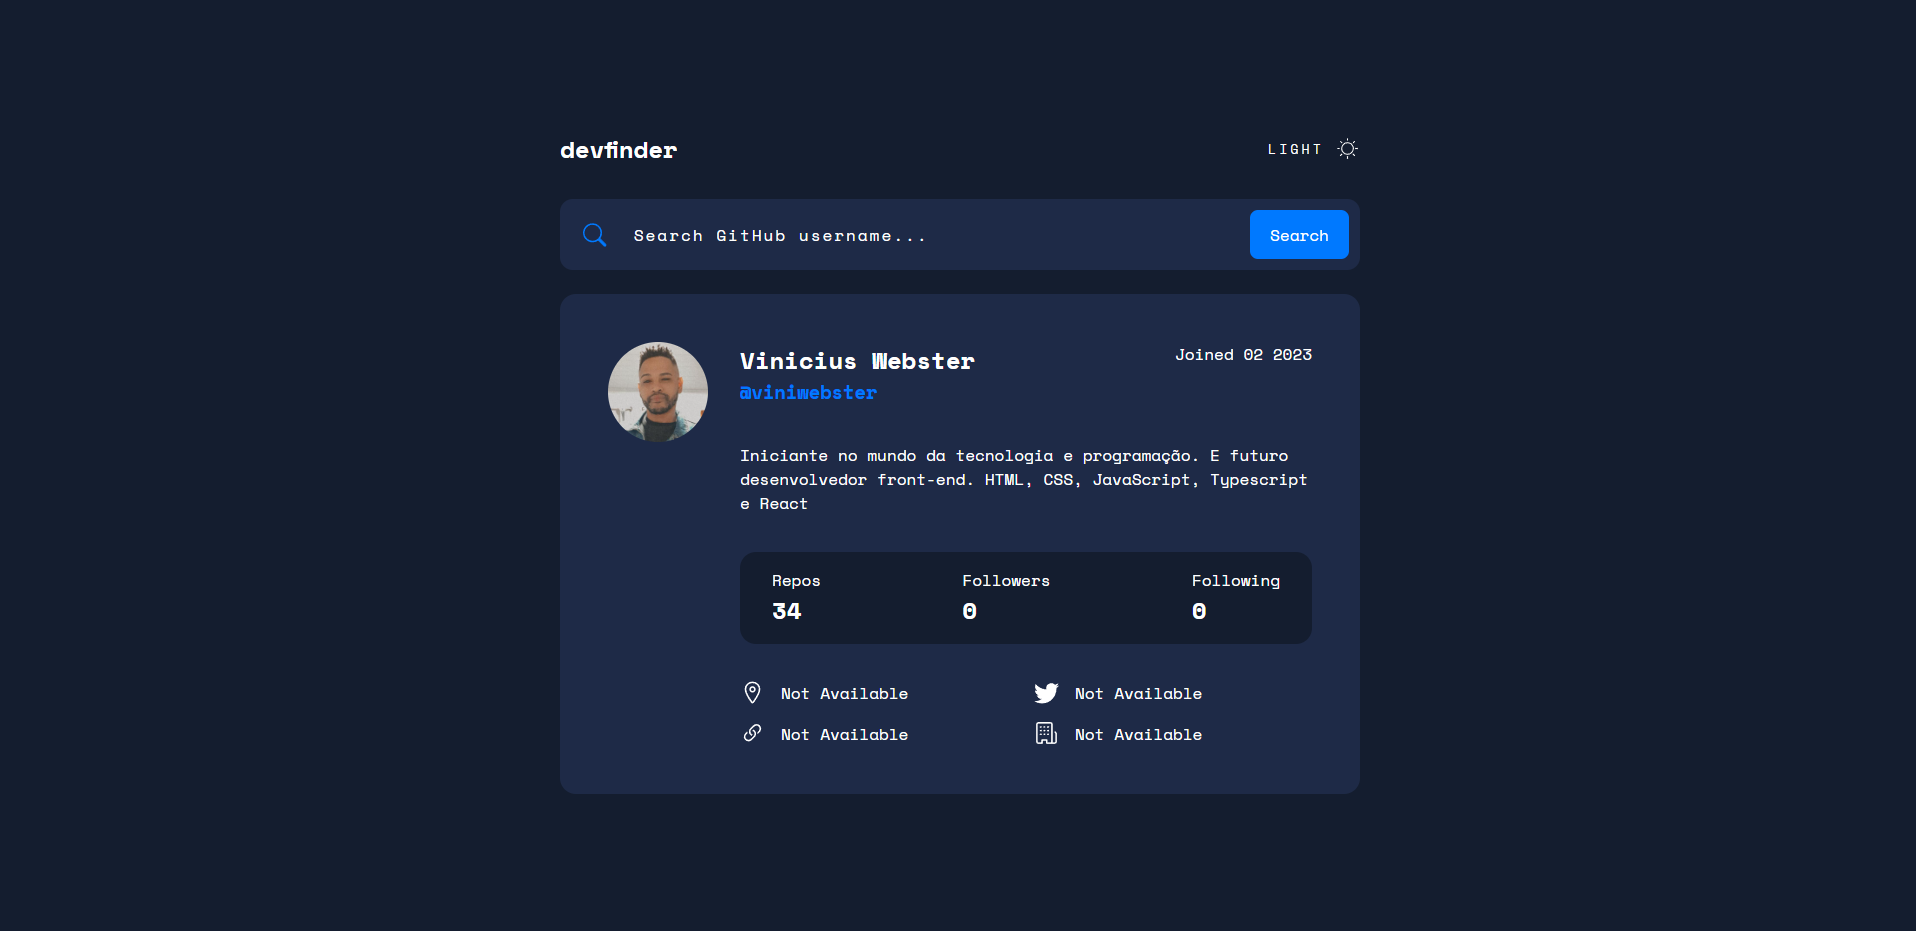 devfinder
LIGHT
Search GitHub username...
Search
Vinicius Webster
Joined 02 2023
@viniwebster
Iniciante no mundo da tecnologia e programação. E futuro
desenvolvedor front-end. HTML, CSS, JavaScript, Typescript
e React
Repos
34
Followers
0
Following
0
Not Available
Not Available
Not Available
Not Available